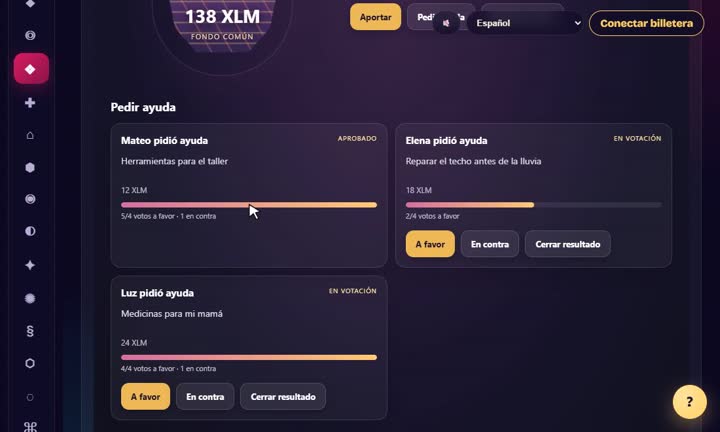 138 XLM
FONDO COMÚN
Aportar
Español
Conectar billetera
Pedir ayuda
Mateo pidió ayuda
APROBADO
Herramientas para el taller
12 XLM
5/4 votos a favor · 1 en contra
Elena pidió ayuda
EN VOTACIÓN
Reparar el techo antes de la lluvia
18 XLM
2/4 votos a favor
A favor
En contra
Cerrar resultado
Luz pidió ayuda
EN VOTACIÓN
Medicinas para mi mamá
24 XLM
4/4 votos a favor · 1 en contra
A favor
En contra
Cerrar resultado
?